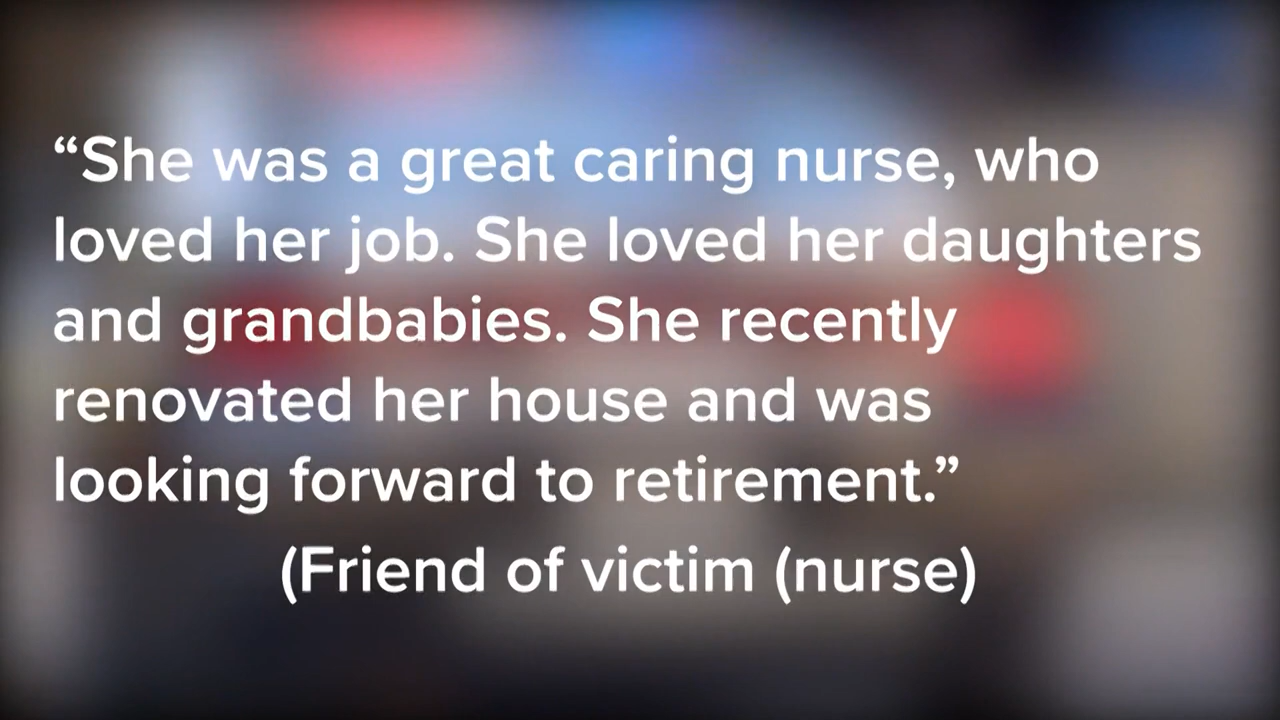 “She was a great caring nurse, who
loved her job. She loved her daughters
and grandbabies. She recently
renovated her house and was
looking forward to retirement.”
(Friend of victim (nurse)